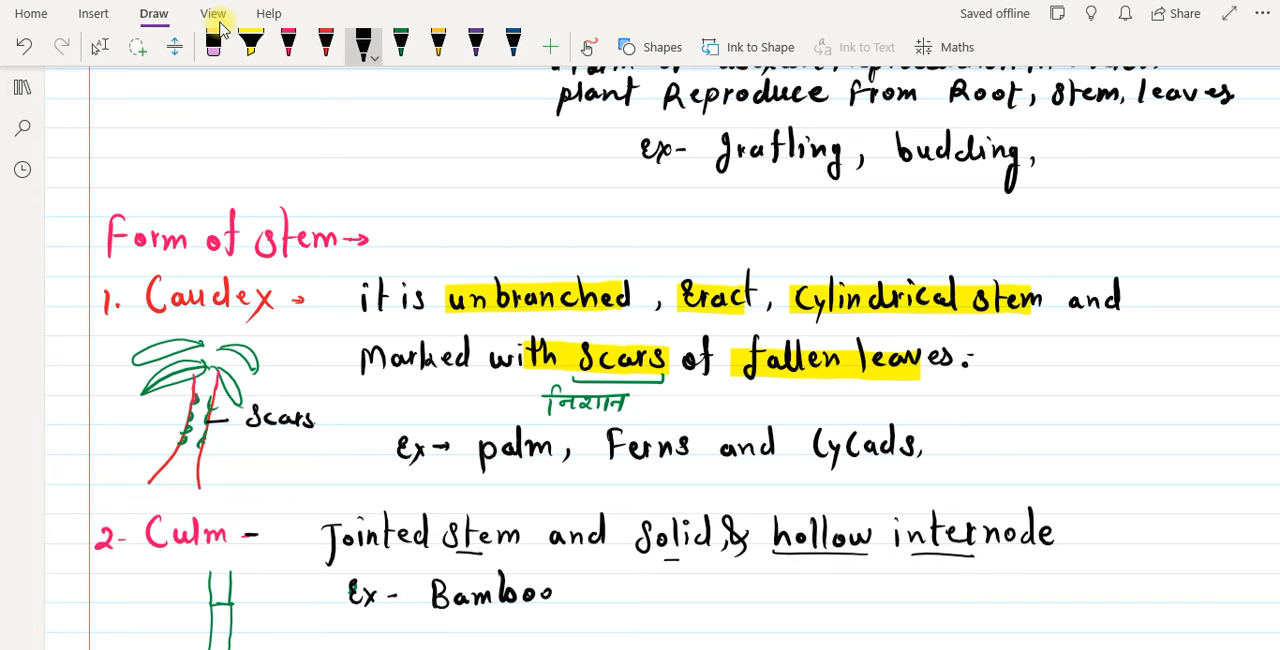 Home Insert Draw View Help Saved offline Share
Shapes Ink to Shape Ink to Text Maths
plant Reproduce from Root, stem, leaves
ex- graftling, budding,
Form of stem→
1. Caudex → it is unbranched, Eract, Cylindrical stem and
Marked with scars of fallen leaves.
निशान
Scars
Ex→ palm, Ferns and Cycads,
2- Culm - Jointed stem and Solid & hollow internode
Ex - Bamboo